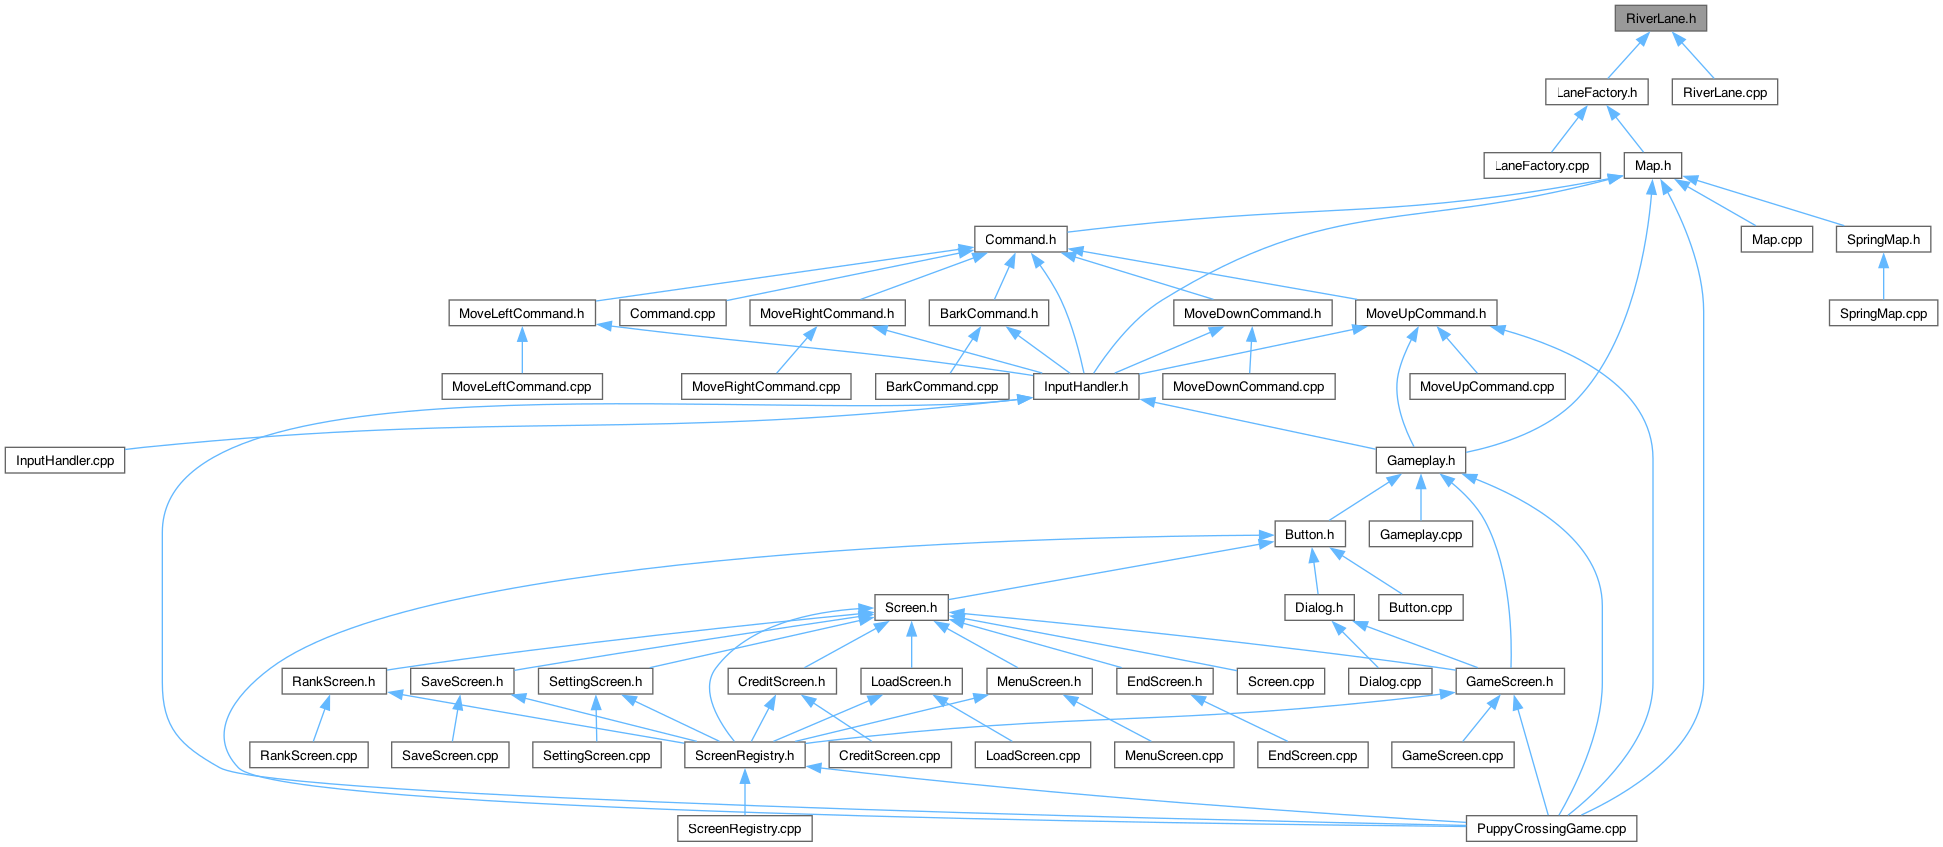 RiverLane.h
LaneFactory.h
RiverLane.cpp
LaneFactory.cpp
Map.h
Command.h
Map.cpp
SpringMap.h
MoveLeftCommand.h
Command.cpp
MoveRightCommand.h
BarkCommand.h
MoveDownCommand.h
MoveUpCommand.h
SpringMap.cpp
MoveLeftCommand.cpp
MoveRightCommand.cpp
BarkCommand.cpp
InputHandler.h
MoveDownCommand.cpp
MoveUpCommand.cpp
InputHandler.cpp
Gameplay.h
Button.h
Gameplay.cpp
Screen.h
Dialog.h
Button.cpp
RankScreen.h
SaveScreen.h
SettingScreen.h
CreditScreen.h
LoadScreen.h
MenuScreen.h
EndScreen.h
Screen.cpp
Dialog.cpp
GameScreen.h
RankScreen.cpp
SaveScreen.cpp
SettingScreen.cpp
ScreenRegistry.h
CreditScreen.cpp
LoadScreen.cpp
MenuScreen.cpp
EndScreen.cpp
GameScreen.cpp
ScreenRegistry.cpp
PuppyCrossingGame.cpp